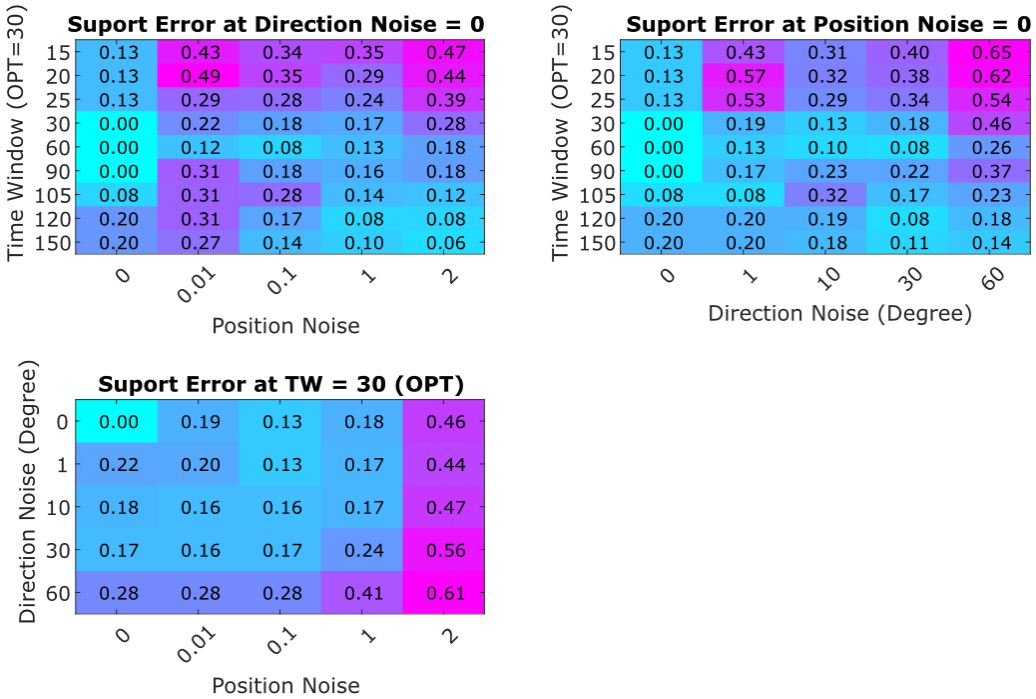 Suport Error at Direction Noise = 0
Time Window (OPT=30)
15 0.13 0.43 0.34 0.35 0.47
20 0.13 0.49 0.35 0.29 0.44
25 0.13 0.29 0.28 0.24 0.39
30 0.00 0.22 0.18 0.17 0.28
60 0.00 0.12 0.08 0.13 0.18
90 0.00 0.31 0.18 0.16 0.18
105 0.08 0.31 0.28 0.14 0.12
120 0.20 0.31 0.17 0.08 0.08
150 0.20 0.27 0.14 0.10 0.06
0 0.01 0.1 1 2
Position Noise
Suport Error at Position Noise = 0
Time Window (OPT=30)
15 0.13 0.43 0.31 0.40 0.65
20 0.13 0.57 0.32 0.38 0.62
25 0.13 0.53 0.29 0.34 0.54
30 0.00 0.19 0.13 0.18 0.46
60 0.00 0.13 0.10 0.08 0.26
90 0.00 0.17 0.23 0.22 0.37
105 0.08 0.08 0.32 0.17 0.23
120 0.20 0.20 0.19 0.08 0.18
150 0.20 0.20 0.18 0.11 0.14
0 1 10 30 60
Direction Noise (Degree)
Suport Error at TW = 30 (OPT)
Direction Noise (Degree)
0 0.00 0.19 0.13 0.18 0.46
1 0.22 0.20 0.13 0.17 0.44
10 0.18 0.16 0.16 0.17 0.47
30 0.17 0.16 0.17 0.24 0.56
60 0.28 0.28 0.28 0.41 0.61
0 0.01 0.1 1 2
Position Noise